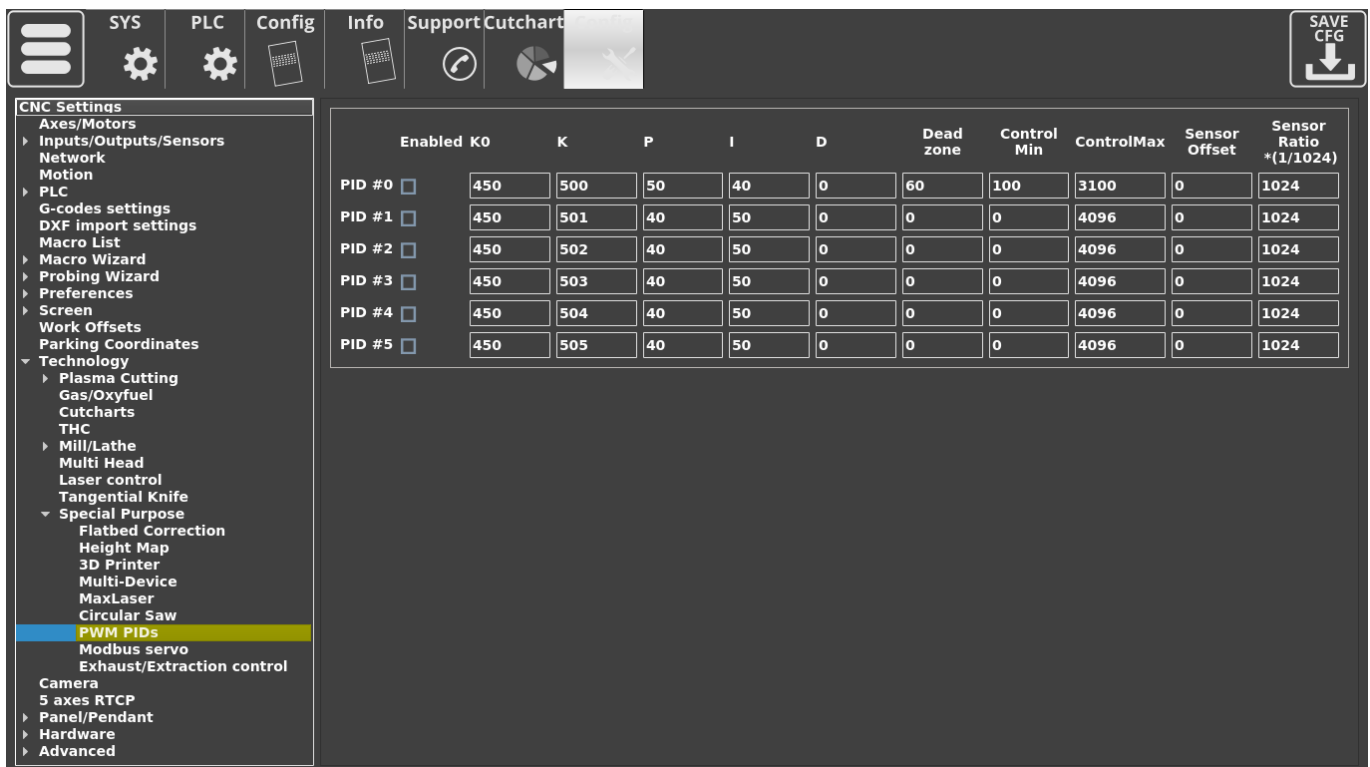 SYS PLC Config Info Support Cutchart Config
SAVE
CFG
CNC Settings
Axes/Motors
Inputs/Outputs/Sensors
Network
Motion
PLC
G-codes settings
DXF import settings
Macro List
Macro Wizard
Probing Wizard
Preferences
Screen
Work Offsets
Parking Coordinates
Technology
Plasma Cutting
Gas/Oxyfuel
Cutcharts
THC
Mill/Lathe
Multi Head
Laser control
Tangential Knife
Special Purpose
Flatbed Correction
Height Map
3D Printer
Multi-Device
MaxLaser
Circular Saw
PWM PIDs
Modbus servo
Exhaust/Extraction control
Camera
5 axes RTCP
Panel/Pendant
Hardware
Advanced
Enabled K0 K P I D Dead zone Control Min ControlMax Sensor Offset Sensor Ratio *(1/1024)
PID #0 450 500 50 40 0 60 100 3100 0 1024
PID #1 450 501 40 50 0 0 0 4096 0 1024
PID #2 450 502 40 50 0 0 0 4096 0 1024
PID #3 450 503 40 50 0 0 0 4096 0 1024
PID #4 450 504 40 50 0 0 0 4096 0 1024
PID #5 450 505 40 50 0 0 0 4096 0 1024